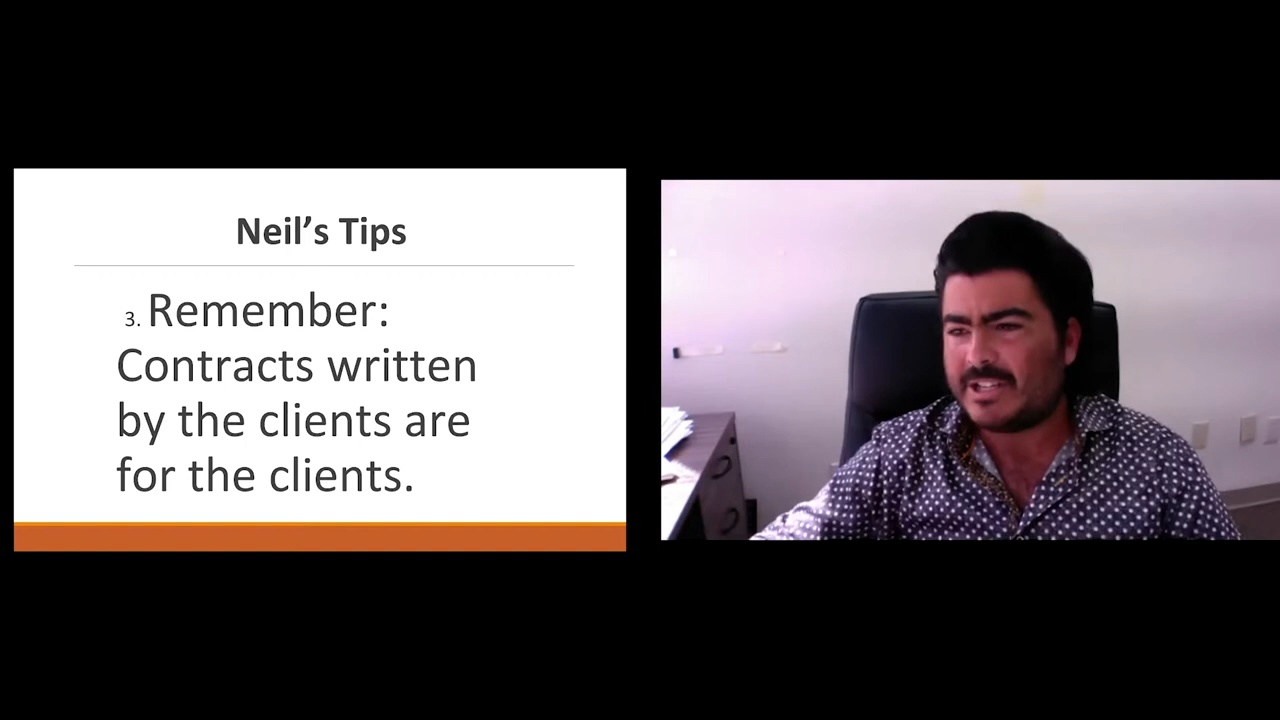 Neil’s Tips
3. Remember:
Contracts written
by the clients are
for the clients.